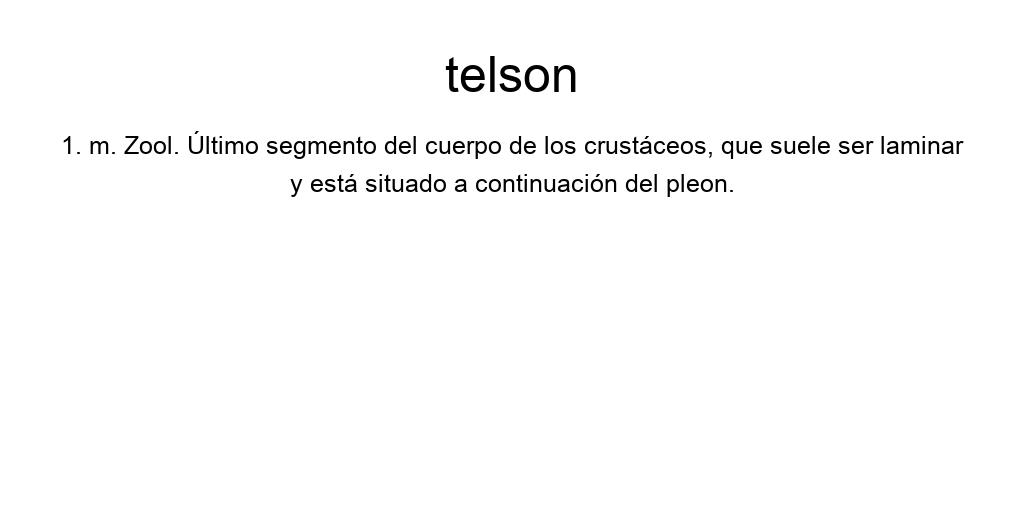 telson
1. m. Zool. Último segmento del cuerpo de los crustáceos, que suele ser laminar
y está situado a continuación del pleon.